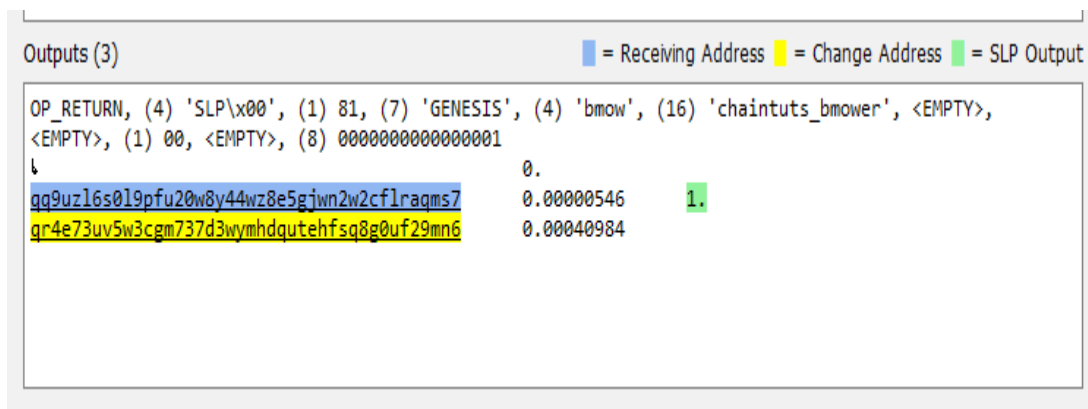 Outputs (3) = Receiving Address = Change Address = SLP Output
OP_RETURN, (4) 'SLP\x00', (1) 81, (7) 'GENESIS', (4) 'bmow', (16) 'chaintuts_bmower', <EMPTY>,
<EMPTY>, (1) 00, <EMPTY>, (8) 0000000000000001
↳ 0.
qq9uzl6s0l9pfu20w8y44wz8e5gjwn2w2cflraqms7 0.00000546 1.
qr4e73uv5w3cgm737d3wymhdqutehfsq8g0uf29mn6 0.00040984